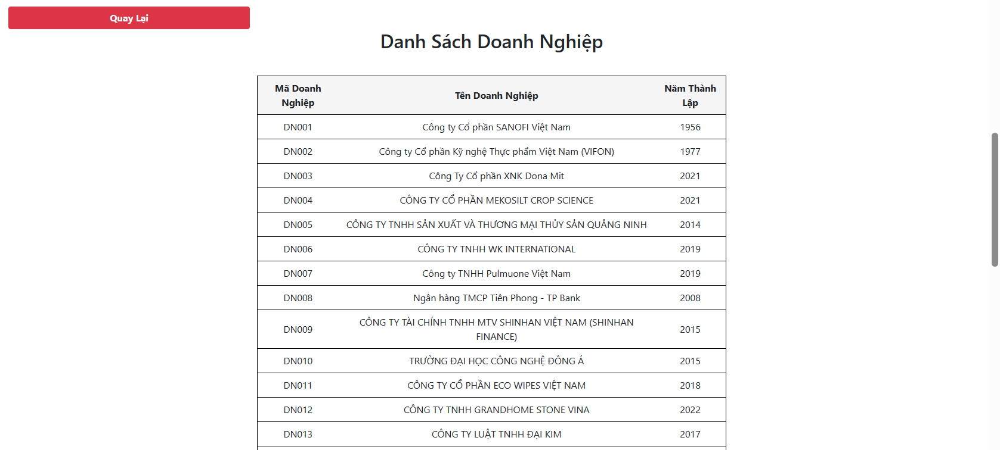 Quay Lại
Danh Sách Doanh Nghiệp
Mã Doanh Nghiệp Tên Doanh Nghiệp Năm Thành Lập
DN001 Công ty Cổ phần SANOFI Việt Nam 1956
DN002 Công ty Cổ phần Kỹ nghệ Thực phẩm Việt Nam (VIFON) 1977
DN003 Công Ty Cổ phần XNK Dona Mit 2021
DN004 CÔNG TY CỔ PHẦN MEKOSILT CROP SCIENCE 2021
DN005 CÔNG TY TNHH SẢN XUẤT VÀ THƯƠNG MẠI THỦY SẢN QUẢNG NINH 2014
DN006 CÔNG TY TNHH WK INTERNATIONAL 2019
DN007 Công ty TNHH Pulmuone Việt Nam 2019
DN008 Ngân hàng TMCP Tiên Phong - TP Bank 2008
DN009 CÔNG TY TÀI CHÍNH TNHH MTV SHINHAN VIỆT NAM (SHINHAN FINANCE) 2015
DN010 TRƯỜNG ĐẠI HỌC CÔNG NGHỆ ĐÔNG Á 2015
DN011 CÔNG TY CỔ PHẦN ECO WIPES VIỆT NAM 2018
DN012 CÔNG TY TNHH GRANDHOME STONE VINA 2022
DN013 CÔNG TY LUẬT TNHH ĐẠI KIM 2017